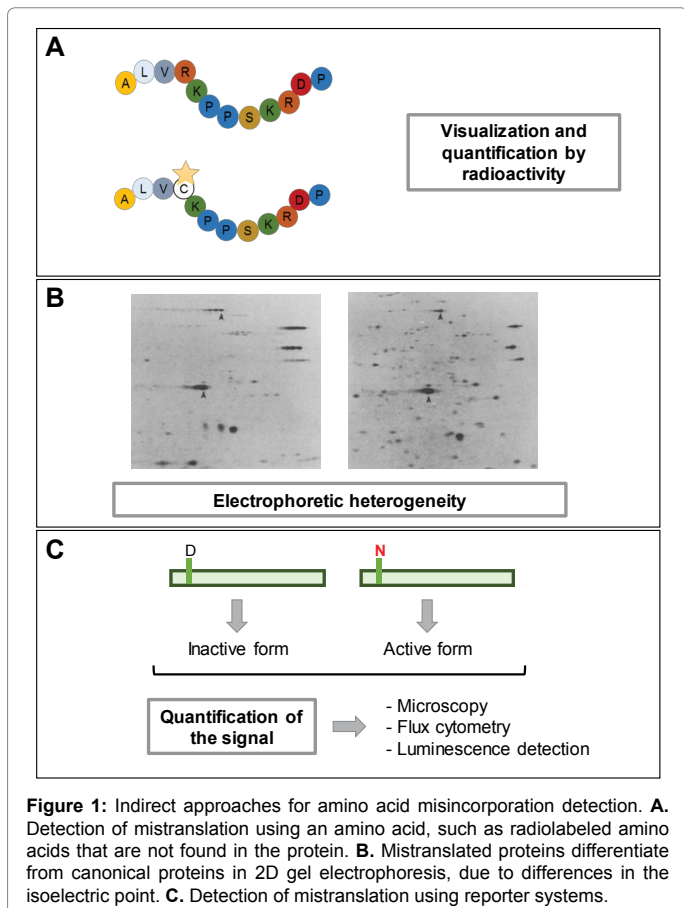 A
A L V R K P P S K R D P
A L V C K P P S K R D P
Visualization and
quantification by
radioactivity
B
Electrophoretic heterogeneity
C
D
N
Inactive form
Active form
Quantification of
the signal
- Microscopy
- Flux cytometry
- Luminescence detection
Figure 1: Indirect approaches for amino acid misincorporation detection. A.
Detection of mistranslation using an amino acid, such as radiolabeled amino
acids that are not found in the protein. B. Mistranslated proteins differentiate
from canonical proteins in 2D gel electrophoresis, due to differences in the
isoelectric point. C. Detection of mistranslation using reporter systems.